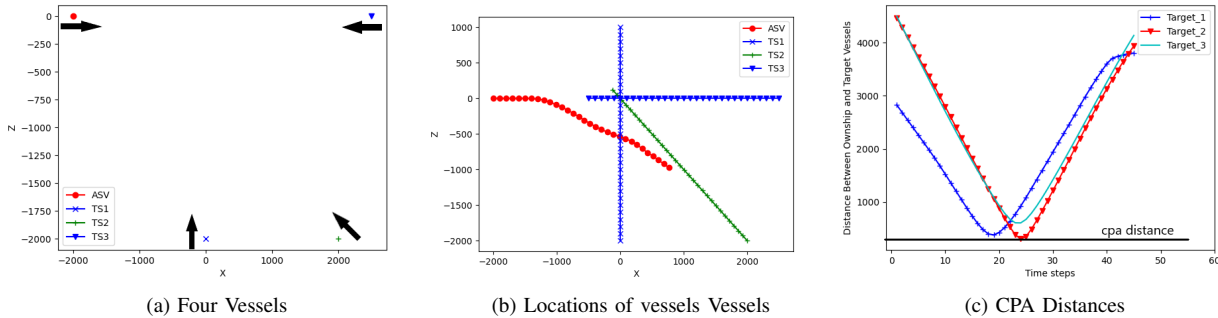 0
−250
−500
−750
−1000
−1250
−1500
−1750
−2000
Z
ASV
TS1
TS2
TS3
−2000 −1000 0 1000 2000
X
(a) Four Vessels
1000
500
0
−500
−1000
−1500
−2000
Z
ASV
TS1
TS2
TS3
−2000 −1000 0 1000 2000
X
(b) Locations of vessels Vessels
Distance Between Ownship and Target Vessels
4000
3000
2000
1000
Target_1
Target_2
Target_3
cpa distance
0 10 20 30 40 50 60
Time steps
(c) CPA Distances